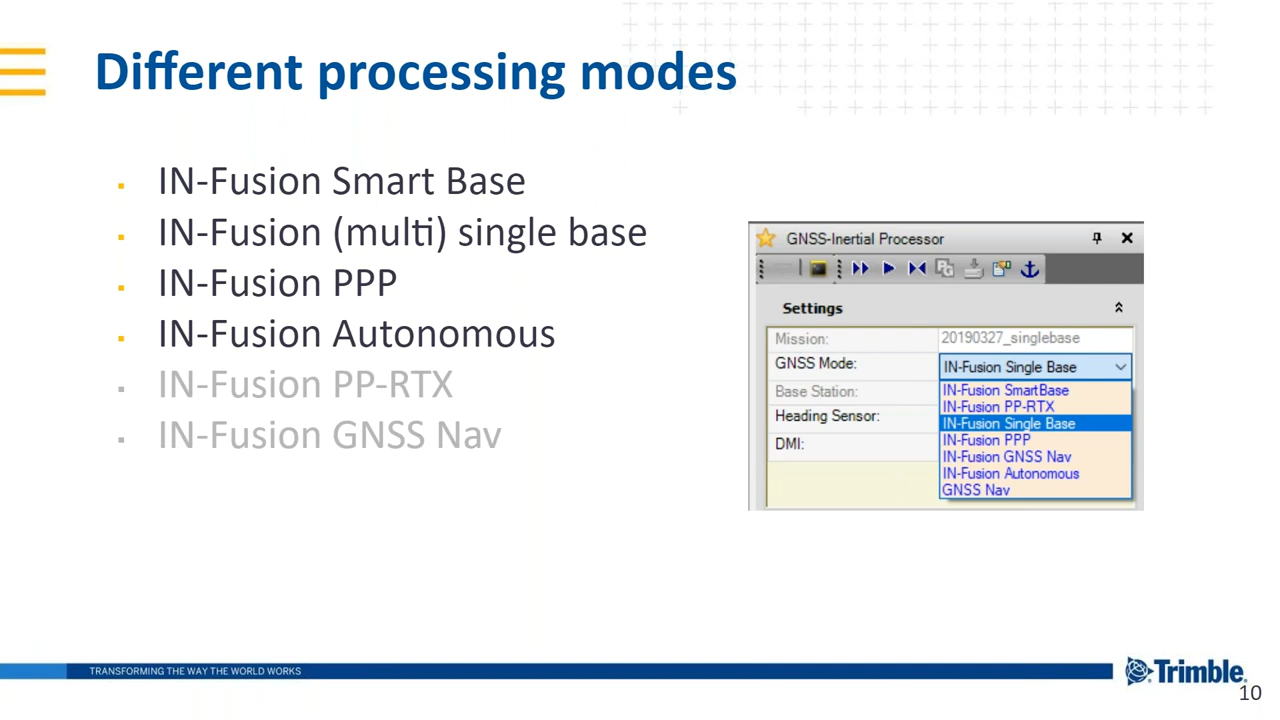 Different processing modes
IN-Fusion Smart Base
IN-Fusion (multi) single base
IN-Fusion PPP
IN-Fusion Autonomous
IN-Fusion PP-RTX
IN-Fusion GNSS Nav
GNSS-Inertial Processor
Settings
Mission: 20190327_singlebase
GNSS Mode: IN-Fusion Single Base
Base Station: IN-Fusion SmartBase
IN-Fusion PP-RTX
Heading Sensor: IN-Fusion Single Base
DMI: IN-Fusion PPP
IN-Fusion GNSS Nav
IN-Fusion Autonomous
GNSS Nav
TRANSFORMING THE WAY THE WORLD WORKS
Trimble.
10